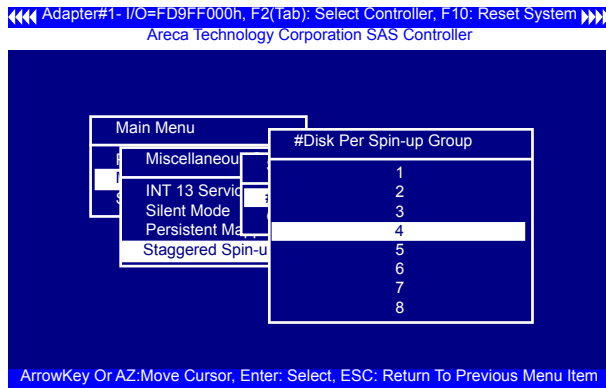 Adapter#1- I/O=FD9FF000h, F2(Tab): Select Controller, F10: Reset System
Areca Technology Corporation SAS Controller
Main Menu
Miscellaneou
INT 13 Servic
Silent Mode
Persistent Ma
Staggered Spin-u
#Disk Per Spin-up Group
1
2
3
4
5
6
7
8
ArrowKey Or AZ:Move Cursor, Enter: Select, ESC: Return To Previous Menu Item